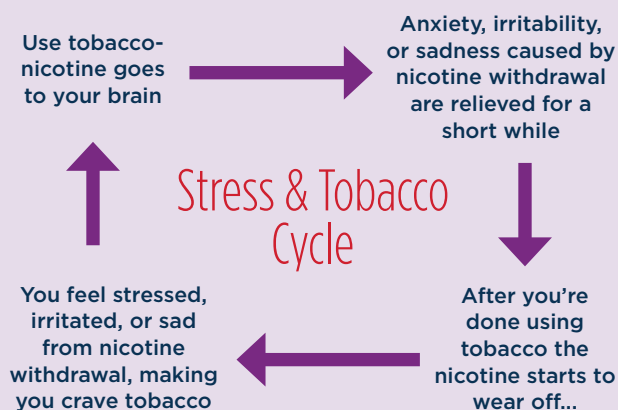 Use tobacco-
nicotine goes
to your brain
Anxiety, irritability,
or sadness caused by
nicotine withdrawal
are relieved for a
short while
Stress & Tobacco
Cycle
After you're
done using
tobacco the
nicotine starts to
wear off...
You feel stressed,
irritated, or sad
from nicotine
withdrawal, making
you crave tobacco